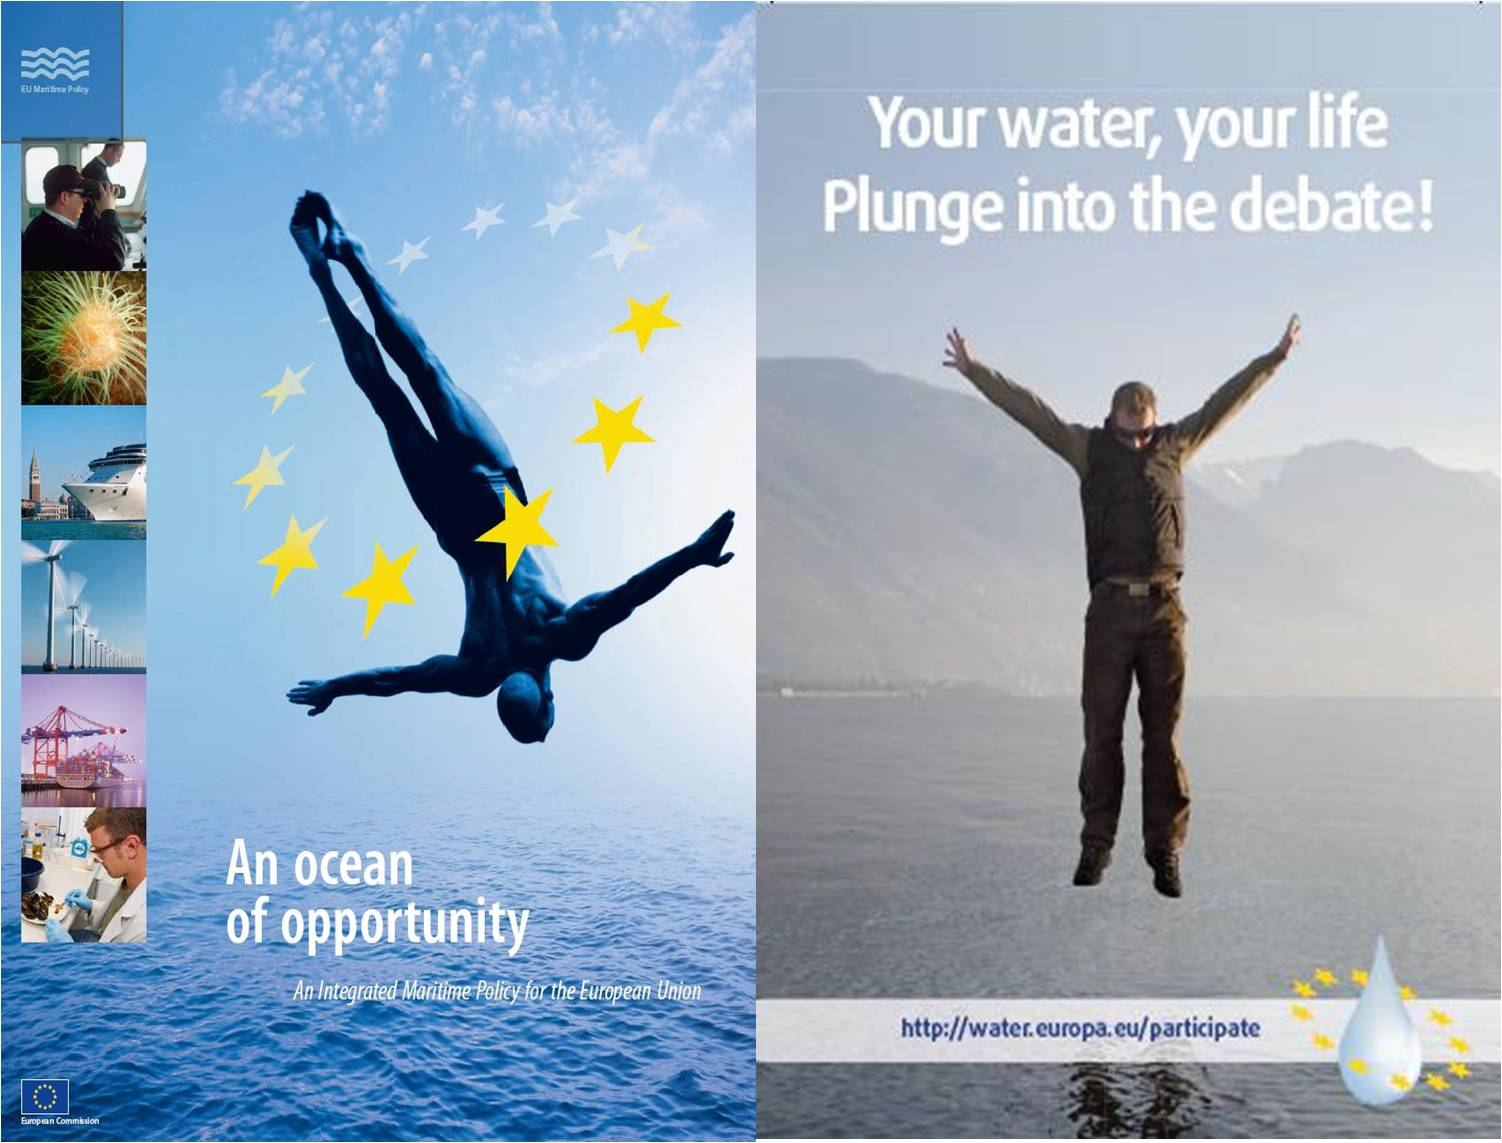 EU Maritime Policy
An ocean
of opportunity
An Integrated Maritime Policy for the European Union
European Commission
Your water, your life
Plunge into the debate!
http://water.europa.eu/participate